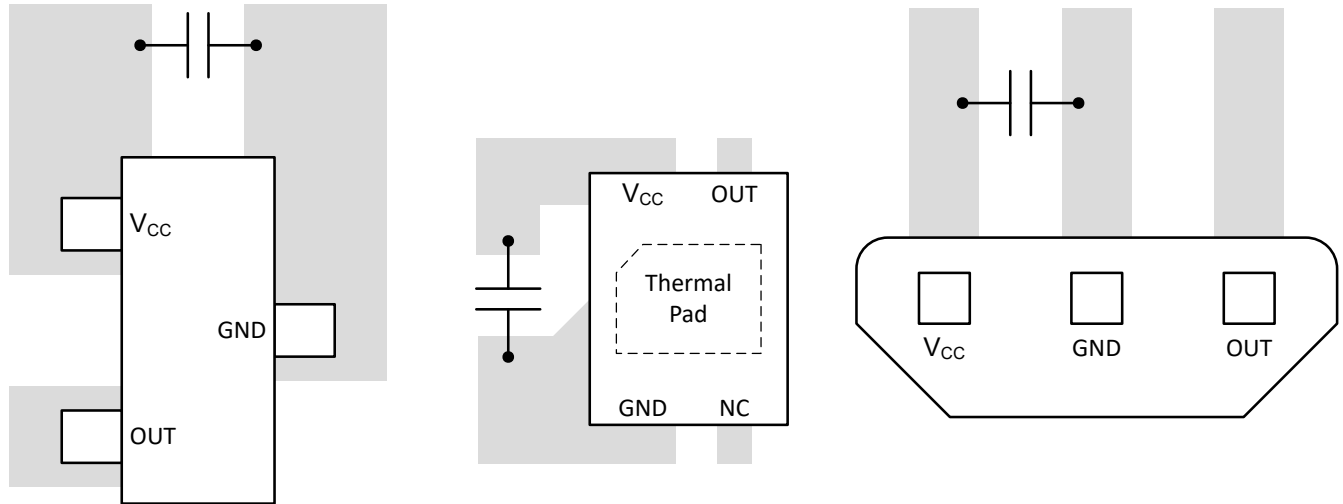 VCC
GND
OUT
VCC OUT
Thermal
Pad
GND NC
VCC GND OUT